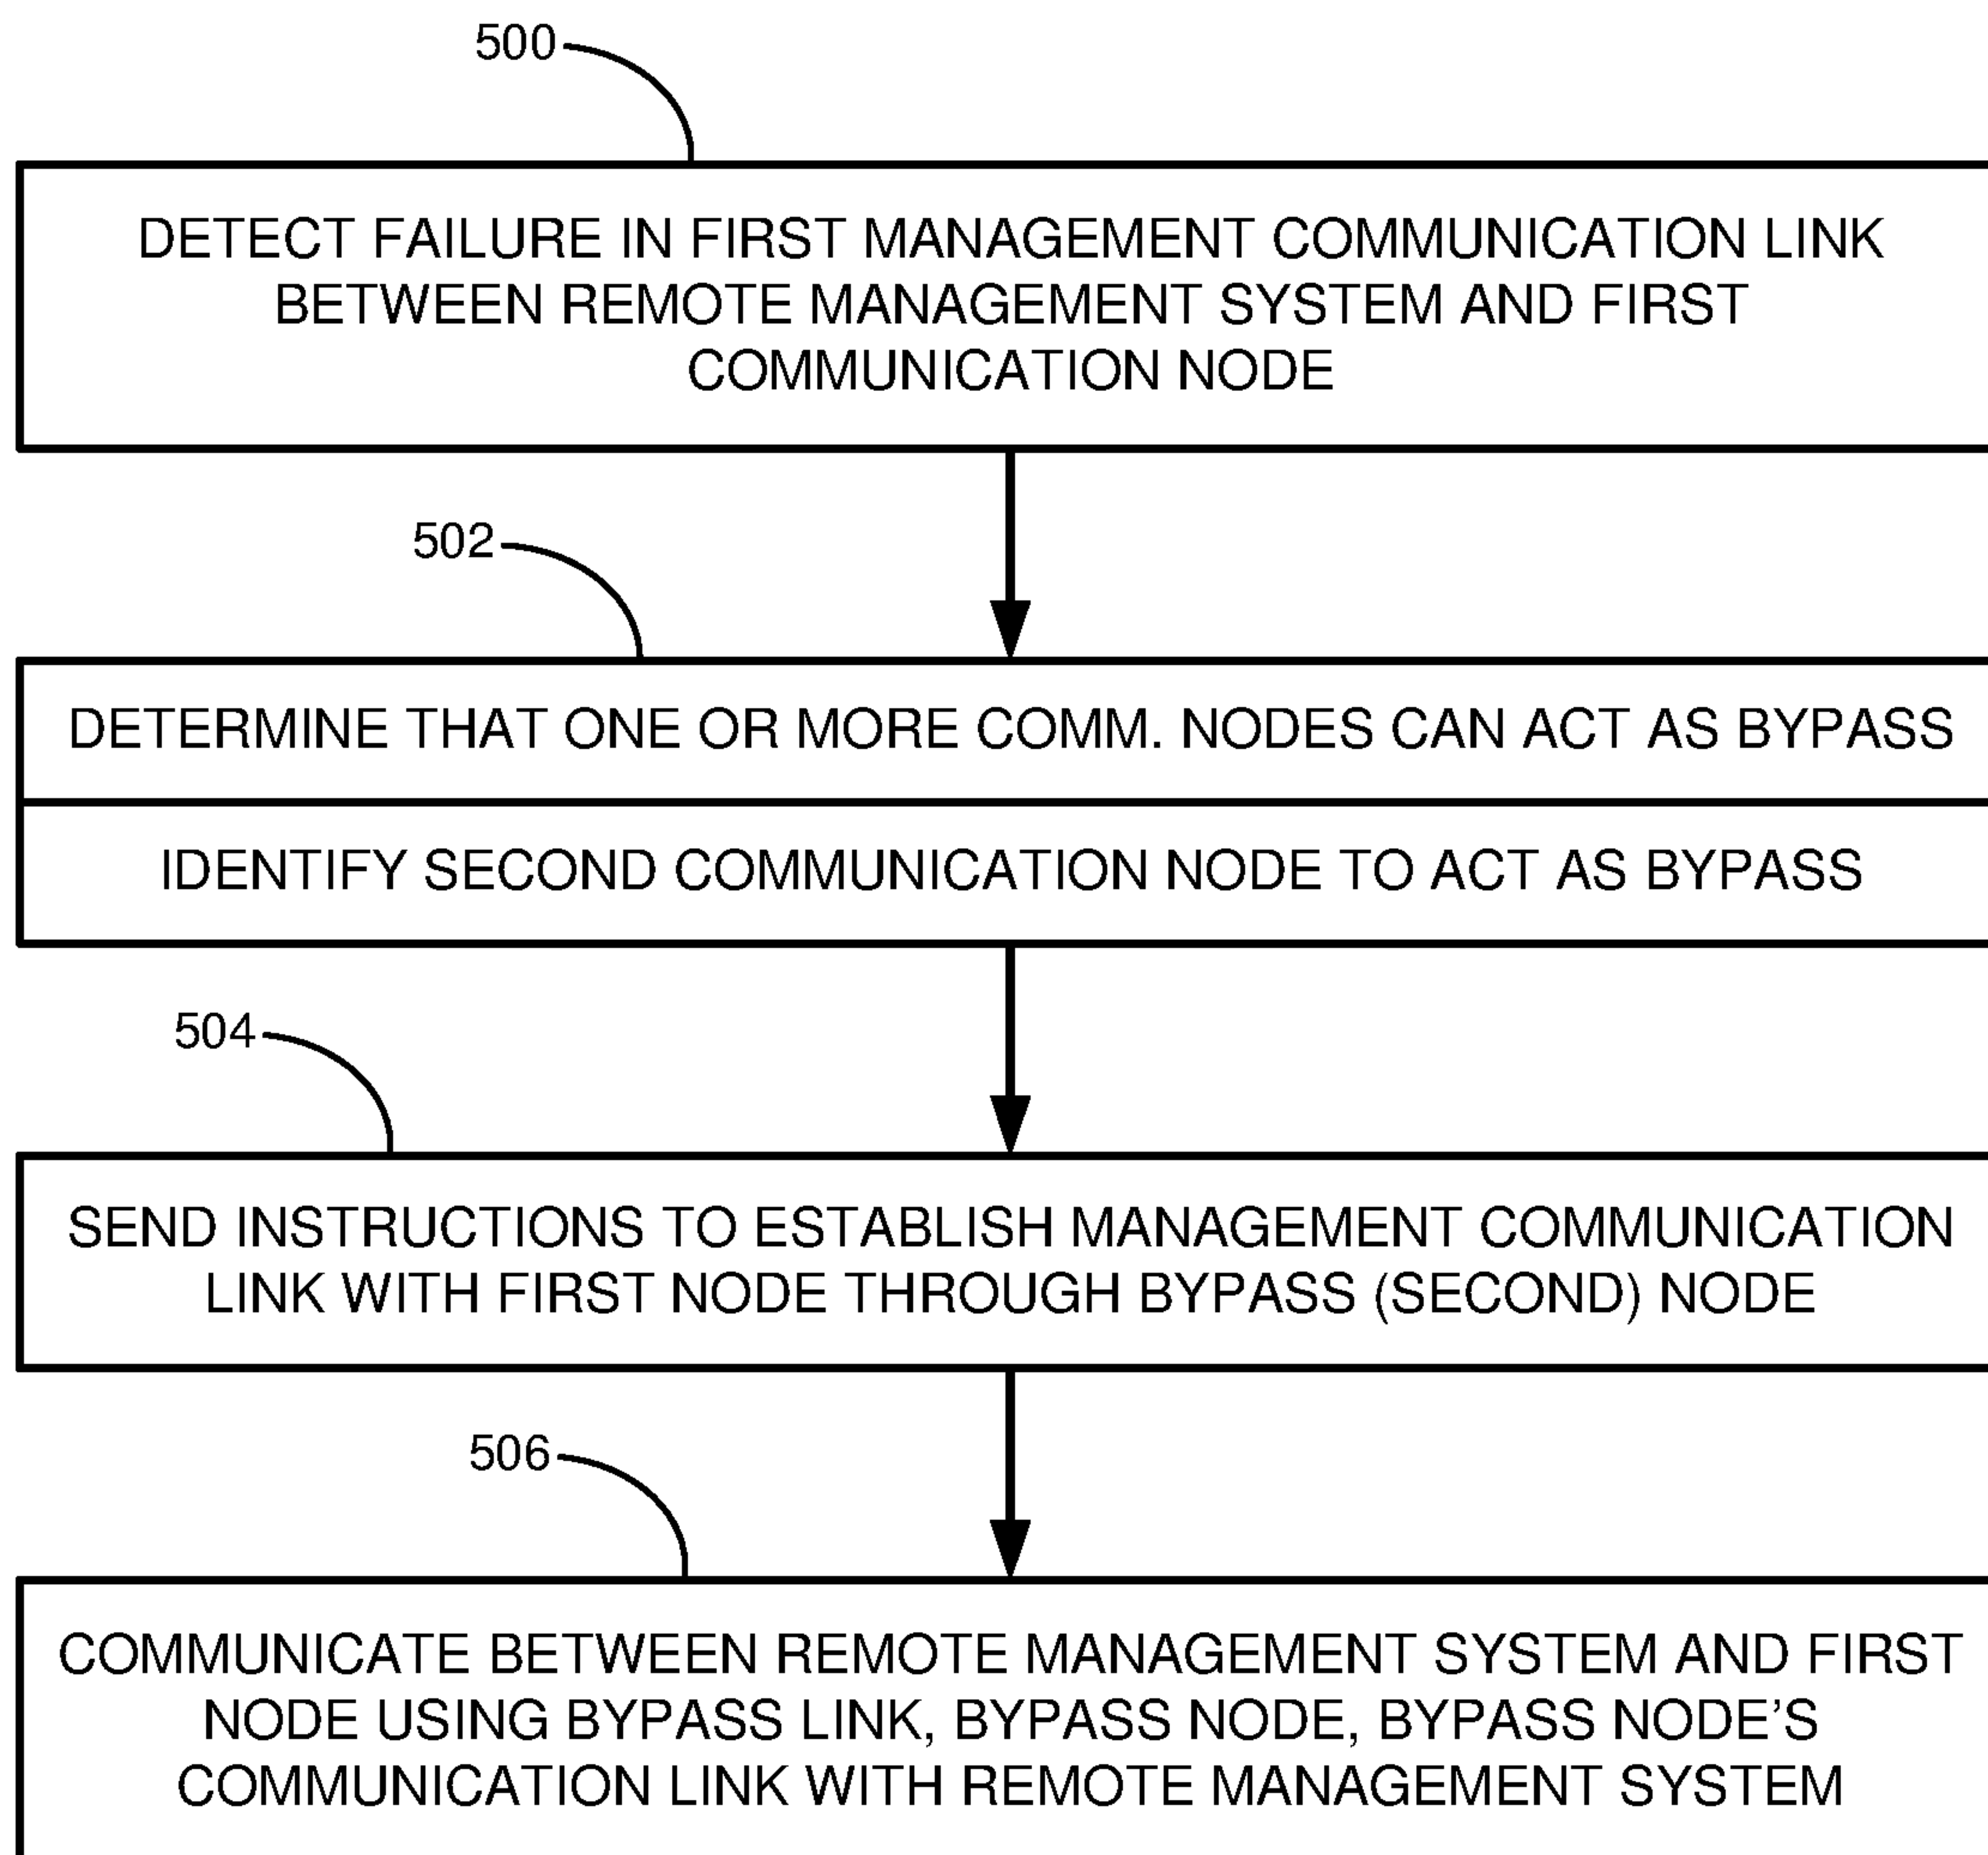 500
DETECT FAILURE IN FIRST MANAGEMENT COMMUNICATION LINK
BETWEEN REMOTE MANAGEMENT SYSTEM AND FIRST
COMMUNICATION NODE
502
DETERMINE THAT ONE OR MORE COMM. NODES CAN ACT AS BYPASS
IDENTIFY SECOND COMMUNICATION NODE TO ACT AS BYPASS
504
SEND INSTRUCTIONS TO ESTABLISH MANAGEMENT COMMUNICATION
LINK WITH FIRST NODE THROUGH BYPASS (SECOND) NODE
506
COMMUNICATE BETWEEN REMOTE MANAGEMENT SYSTEM AND FIRST
NODE USING BYPASS LINK, BYPASS NODE, BYPASS NODE’S
COMMUNICATION LINK WITH REMOTE MANAGEMENT SYSTEM